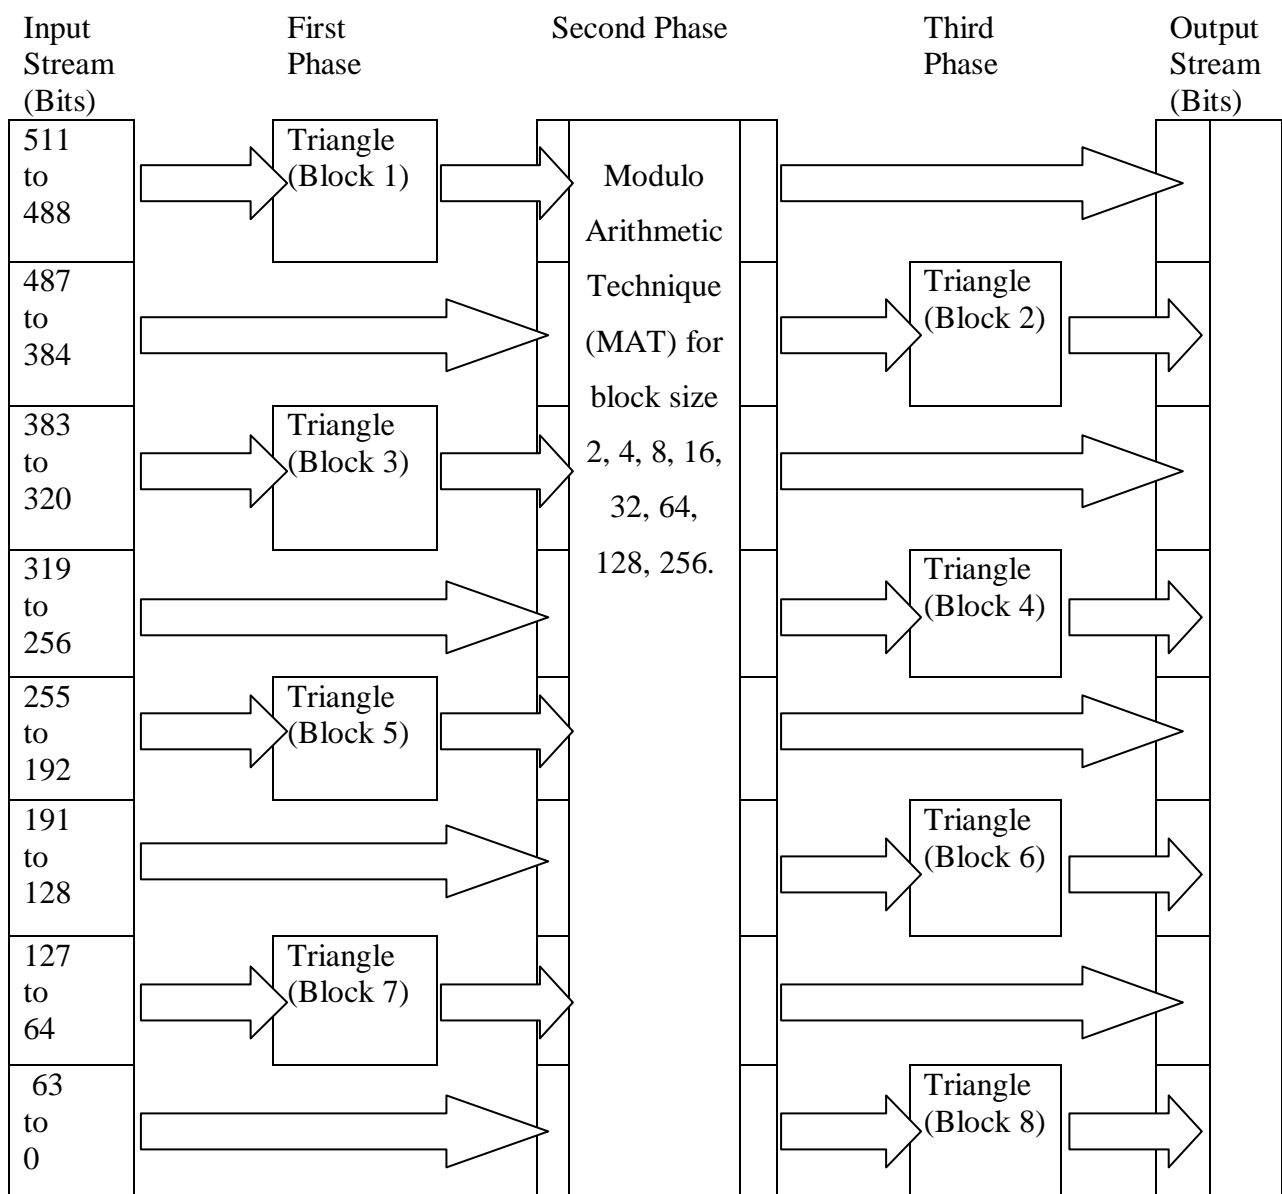 Input
Stream
(Bits)
First
Phase
Second Phase
Third
Phase
Output
Stream
(Bits)
511
to
488
Triangle
(Block 1)
Modulo
Arithmetic
Technique
(MAT) for
block size
2, 4, 8, 16,
32, 64,
128, 256.
487
to
384
Triangle
(Block 2)
383
to
320
Triangle
(Block 3)
319
to
256
Triangle
(Block 4)
255
to
192
Triangle
(Block 5)
191
to
128
Triangle
(Block 6)
127
to
64
Triangle
(Block 7)
63
to
0
Triangle
(Block 8)